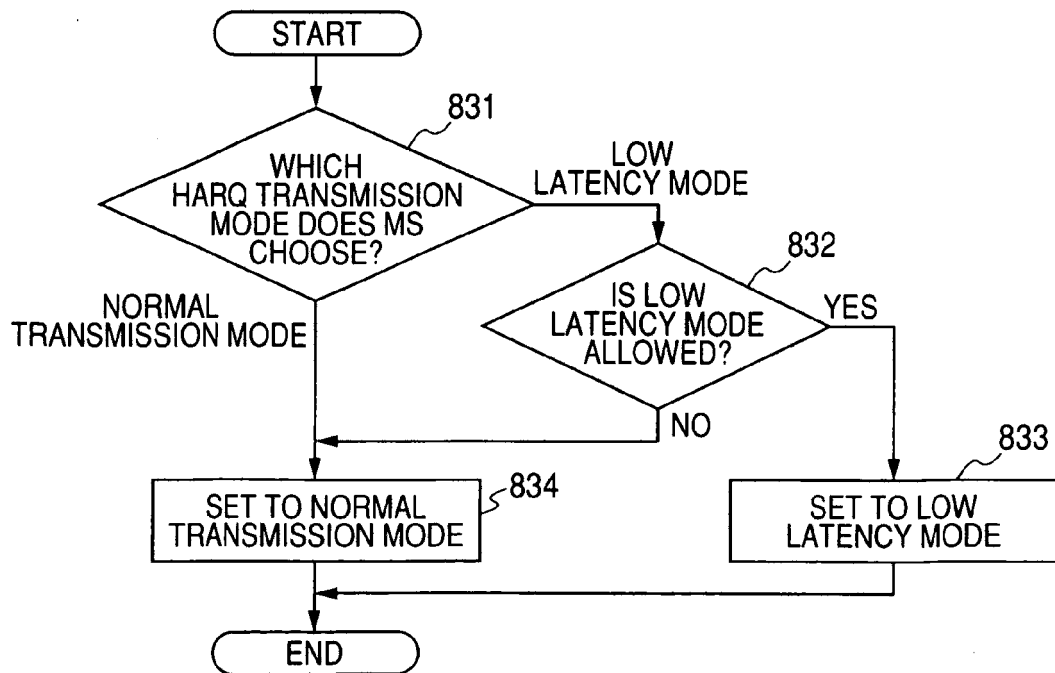 START
831
WHICH
HARQ TRANSMISSION
MODE DOES MS
CHOOSE?
LOW
LATENCY MODE
832
NORMAL
TRANSMISSION MODE
IS LOW
LATENCY MODE
ALLOWED?
YES
NO
833
834
SET TO NORMAL
TRANSMISSION MODE
SET TO LOW
LATENCY MODE
END